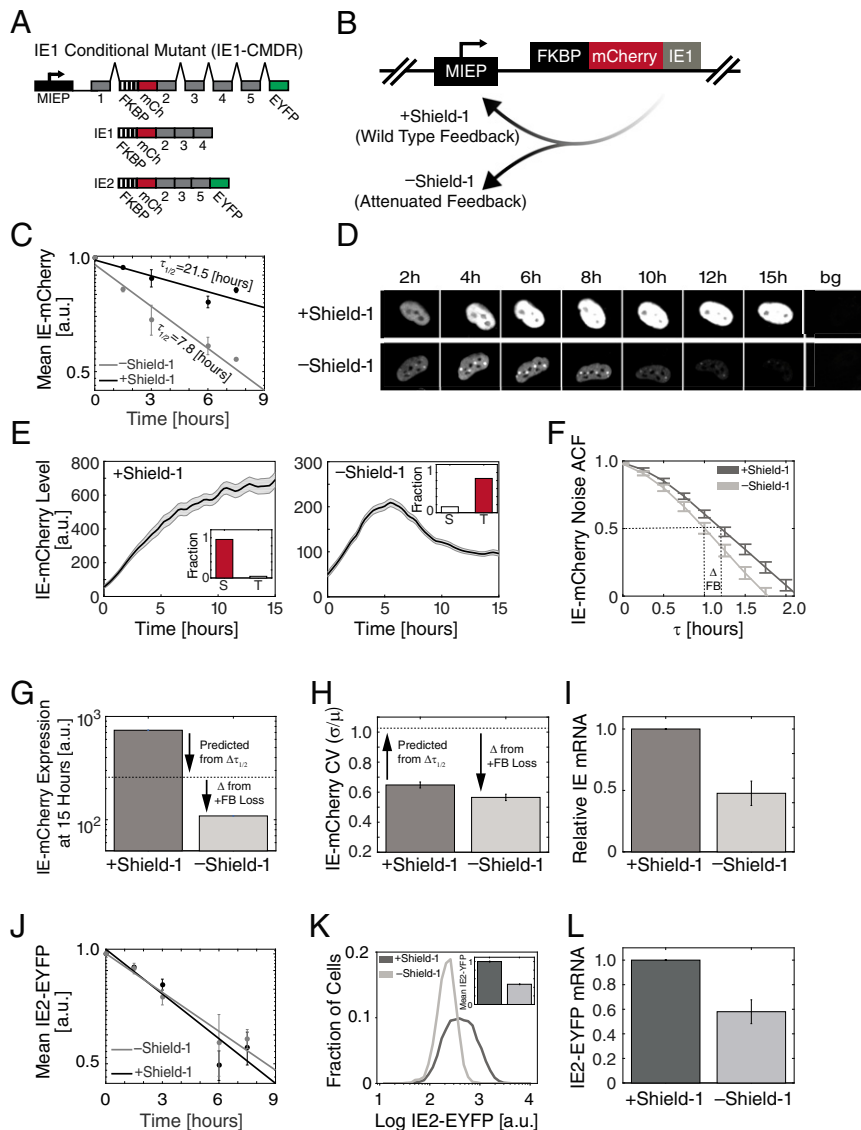 A
IE1 Conditional Mutant (IE1-CMDR)
MIEP
1
FKBP
mCh
2
3
4
5
EYFP
IE1
FKBP
mCh
2
3
4
IE2
FKBP
mCh
2
3
5
EYFP
B
MIEP
FKBP
mCherry
IE1
+Shield-1
(Wild Type Feedback)
−Shield-1
(Attenuated Feedback)
C
Mean IE-mCherry
[a.u.]
1.0
0.5
τ1/2=21.5 [hours]
τ1/2=7.8 [hours]
−Shield-1
+Shield-1
0 3 6 9
Time [hours]
D
2h 4h 6h 8h 10h 12h 15h bg
+Shield-1
−Shield-1
E
IE-mCherry Level
[a.u.]
800
600
400
200
0
+Shield-1
Fraction
1
0
S T
0 5 10 15
Time [hours]
300
200
100
0
−Shield-1
Fraction
1
0
S T
0 5 10 15
Time [hours]
F
IE-mCherry Noise ACF
1.0
0.5
0
+Shield-1
−Shield-1
Δ
FB
0 0.5 1.0 1.5 2.0
τ [hours]
G
IE-mCherry Expression
at 15 Hours [a.u.]
10³
10²
Predicted
from Δτ1/2
Δ from
+FB Loss
+Shield-1 −Shield-1
H
IE-mCherry CV (σ/μ)
1.0
0.8
0.6
0.4
0.2
Predicted
from Δτ1/2
Δ from
+FB Loss
+Shield-1 −Shield-1
I
Relative IE mRNA
1.0
0.5
0
+Shield-1 −Shield-1
J
Mean IE2-EYFP
[a.u.]
1.0
0.5
−Shield-1
+Shield-1
0 3 6 9
Time [hours]
K
Fraction of Cells
0.2
0.1
0
+Shield-1
−Shield-1
Mean IE2-YFP
1
0
1 2 3 4
Log IE2-EYFP [a.u.]
L
IE2-EYFP mRNA
1.0
0.8
0.6
0.4
0.2
0
+Shield-1 −Shield-1